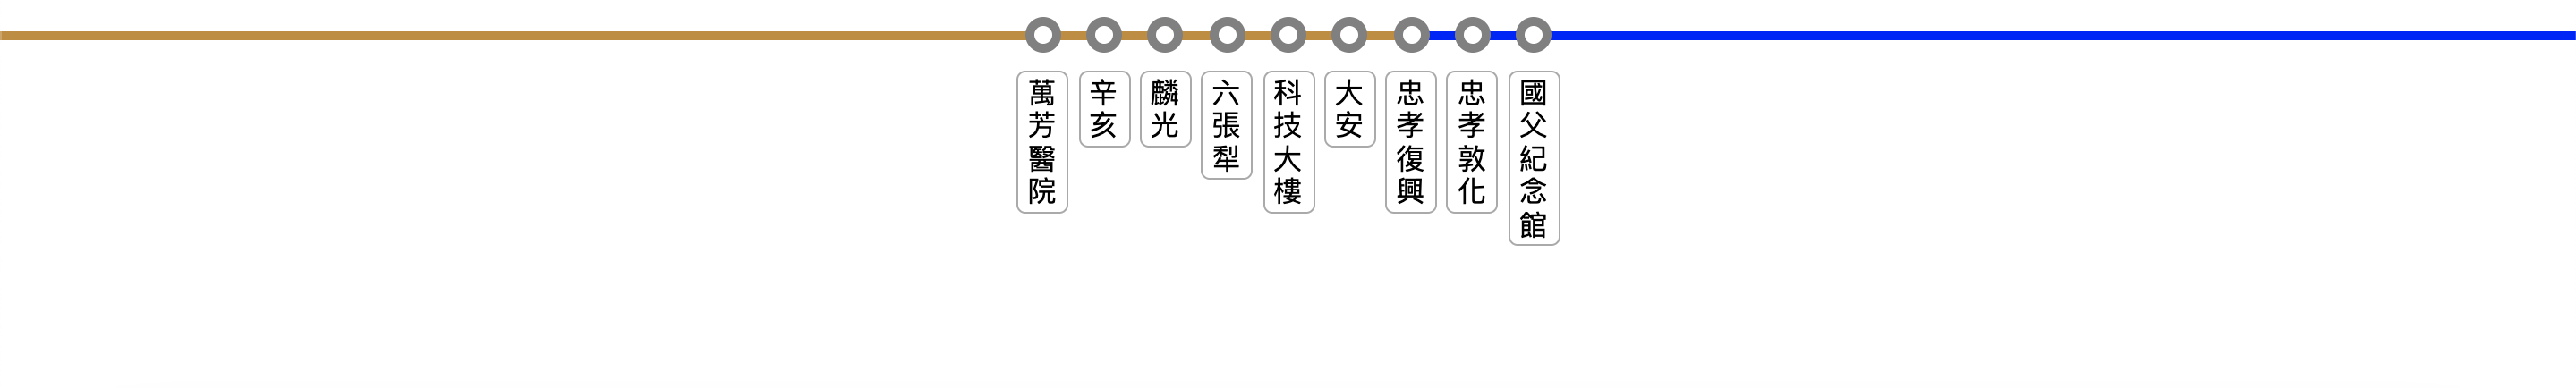 萬芳醫院
辛亥
麟光
六張犁
科技大樓
大安
忠孝復興
忠孝敦化
國父紀念館